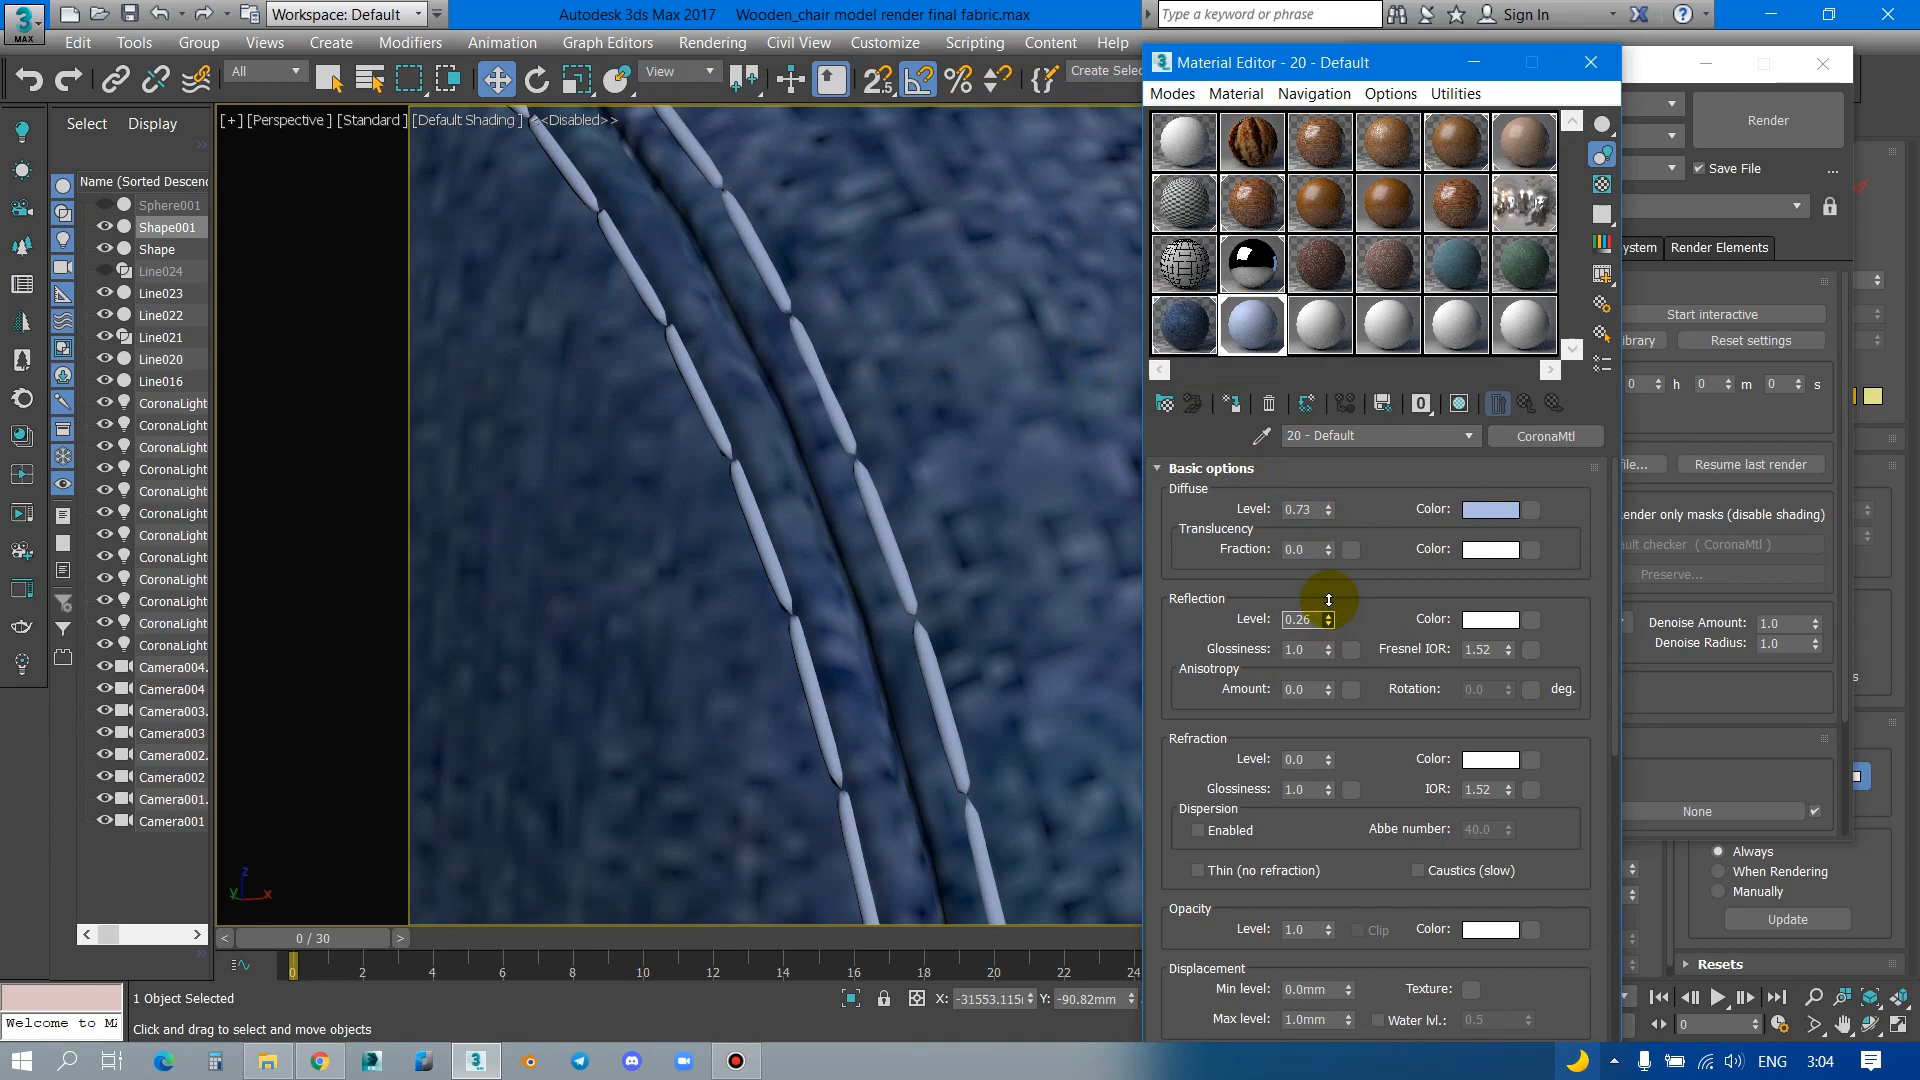 3
MAX
Workspace: Default
Autodesk 3ds Max 2017
Wooden_chair model render final fabric.max
Type a keyword or phrase
Sign In
Edit
Tools
Group
Views
Create
Modifiers
Animation
Graph Editors
Rendering
Civil View
Customize
Scripting
Content
Help
All
View
2.5
Create Selec
Material Editor - 20 - Default
Modes
Material
Navigation
Options
Utilities
Select
Display
Name (Sorted Descend
Sphere001
Shape001
Shape
Line024
Line023
Line022
Line021
Line020
Line016
CoronaLight
CoronaLight
CoronaLight
CoronaLight
CoronaLight
CoronaLight
CoronaLight
CoronaLight
CoronaLight
CoronaLight
CoronaLight
CoronaLight
Camera004.
Camera004
Camera003.
Camera003
Camera002.
Camera002
Camera001.
Camera001
[ + ] [Perspective ] [Standard ] [Default Shading ] <<Disabled>>
z
y
x
0 / 30
0
2
4
6
8
10
12
14
16
18
20
22
24
Welcome to MA
1 Object Selected
Click and drag to select and move objects
X: -31553.115
Y: -90.82mm
0
20 - Default
CoronaMtl
Basic options
Diffuse
Level: 0.73
Color:
Translucency
Fraction: 0.0
Color:
Reflection
Level: 0.26
Color:
Glossiness: 1.0
Fresnel IOR: 1.52
Anisotropy
Amount: 0.0
Rotation: 0.0 deg.
Refraction
Level: 0.0
Color:
Glossiness: 1.0
IOR: 1.52
Dispersion
Enabled
Abbe number: 40.0
Thin (no refraction)
Caustics (slow)
Opacity
Level: 1.0
Clip
Color:
Displacement
Min level: 0.0mm
Texture:
Max level: 1.0mm
Water lvl.: 0.5
Render
Save File
...
ystem
Render Elements
Start interactive
ibrary
Reset settings
0 h 0 m 0 s
ile...
Resume last render
ender only masks (disable shading)
ault checker ( CoronaMtl )
Preserve...
Denoise Amount: 1.0
Denoise Radius: 1.0
s
None
Always
When Rendering
Manually
Update
Resets
0
ENG
3:04